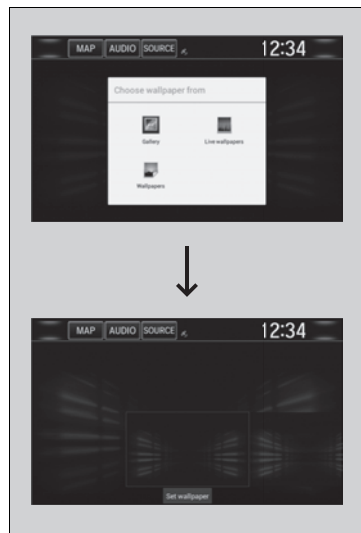 MAP AUDIO SOURCE 12:34
Choose wallpaper from
Gallery Live wallpapers
Wallpapers
MAP AUDIO SOURCE 12:34
Set wallpaper